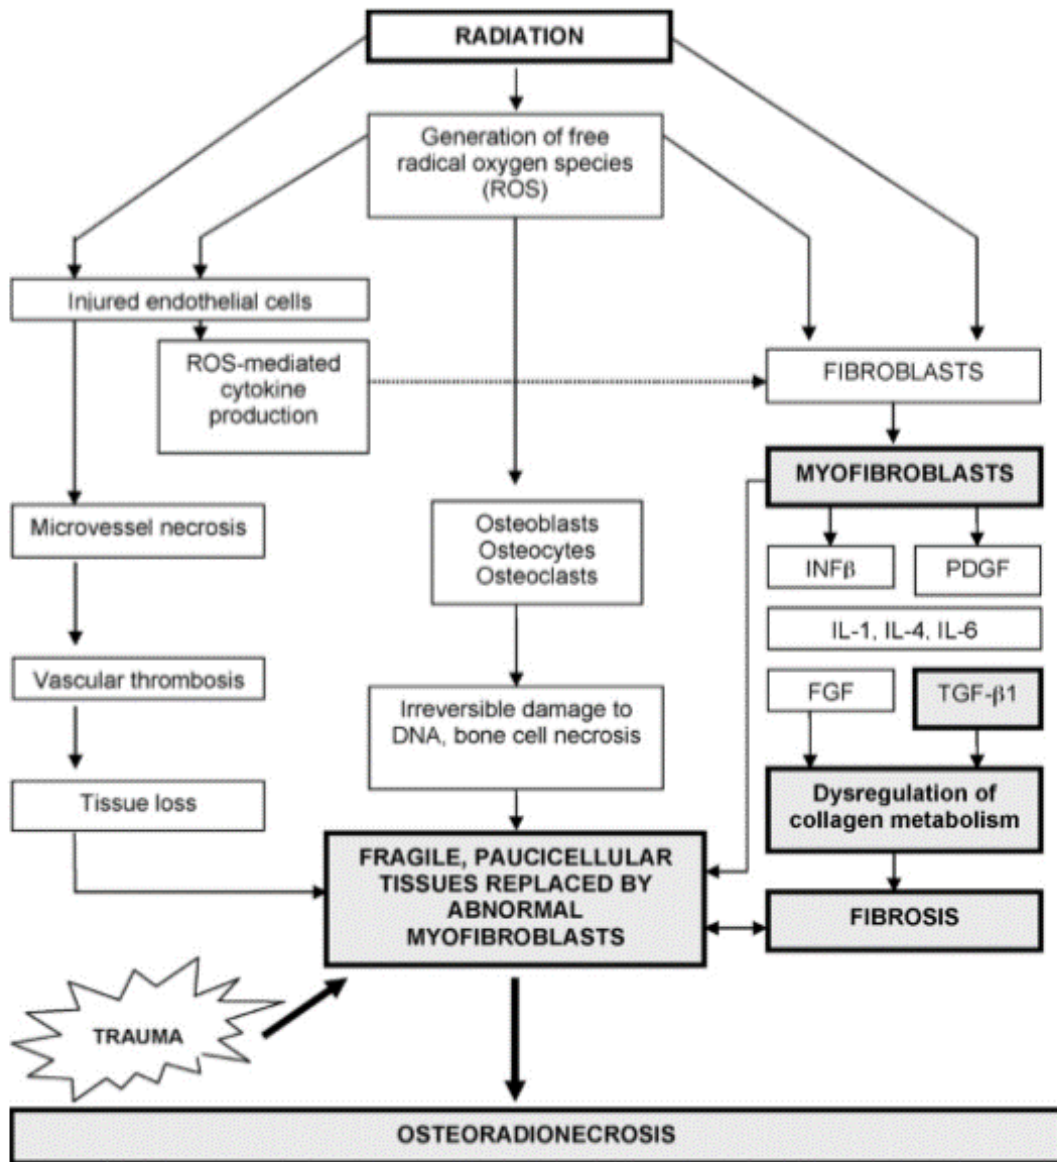 RADIATION
Generation of free
radical oxygen species
(ROS)
Injured endothelial cells
ROS-mediated
cytokine
production
FIBROBLASTS
MYOFIBROBLASTS
Microvessel necrosis
Osteoblasts
Osteocytes
Osteoclasts
INFβ
PDGF
IL-1, IL-4, IL-6
Vascular thrombosis
FGF
TGF-β1
Irreversible damage to
DNA, bone cell necrosis
Tissue loss
Dysregulation of
collagen metabolism
FRAGILE, PAUCICELLULAR
TISSUES REPLACED BY
ABNORMAL
MYOFIBROBLASTS
FIBROSIS
TRAUMA
OSTEORADIONECROSIS